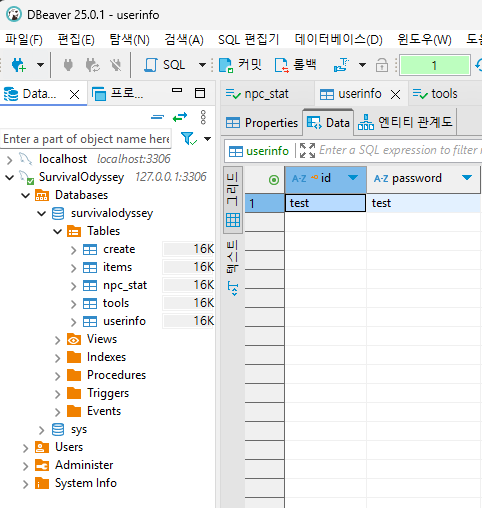 DBeaver 25.0.1 - userinfo
파일(F) 편집(E) 탐색(N) 검색(A) SQL 편집기 데이터베이스(D) 윈도우(W)
SQL 커밋 롤백 T 1
Data... 프로... npc_stat userinfo tools
Properties Data 엔티티 관계도
Enter a part of object name here
userinfo Enter a SQL expression to filter
localhost localhost:3306
SurvivalOdyssey 127.0.0.1:3306
Databases
survivalodyssey
Tables
create 16K
items 16K
npc_stat 16K
tools 16K
userinfo 16K
Views
Indexes
Procedures
Triggers
Events
sys
Users
Administer
System Info
그리드
텍스트
A-Z id A-Z password
1 test test